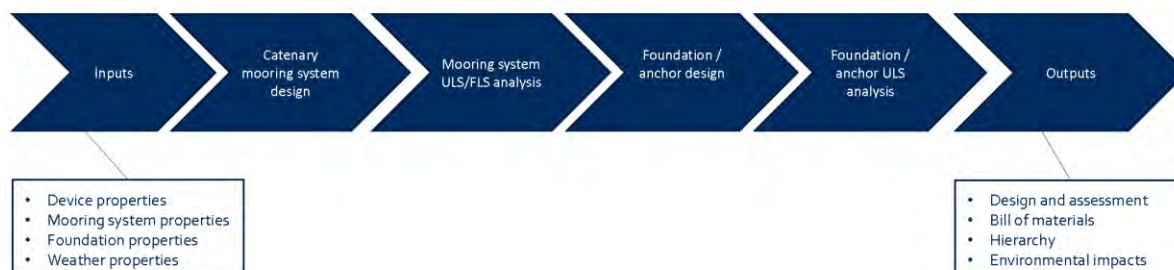 Inputs
Catenary
mooring system
design
Mooring system
ULS/FLS analysis
Foundation /
anchor design
Foundation /
anchor ULS
analysis
Outputs
• Device properties
• Mooring system properties
• Foundation properties
• Weather properties
• Design and assessment
• Bill of materials
• Hierarchy
• Environmental impacts